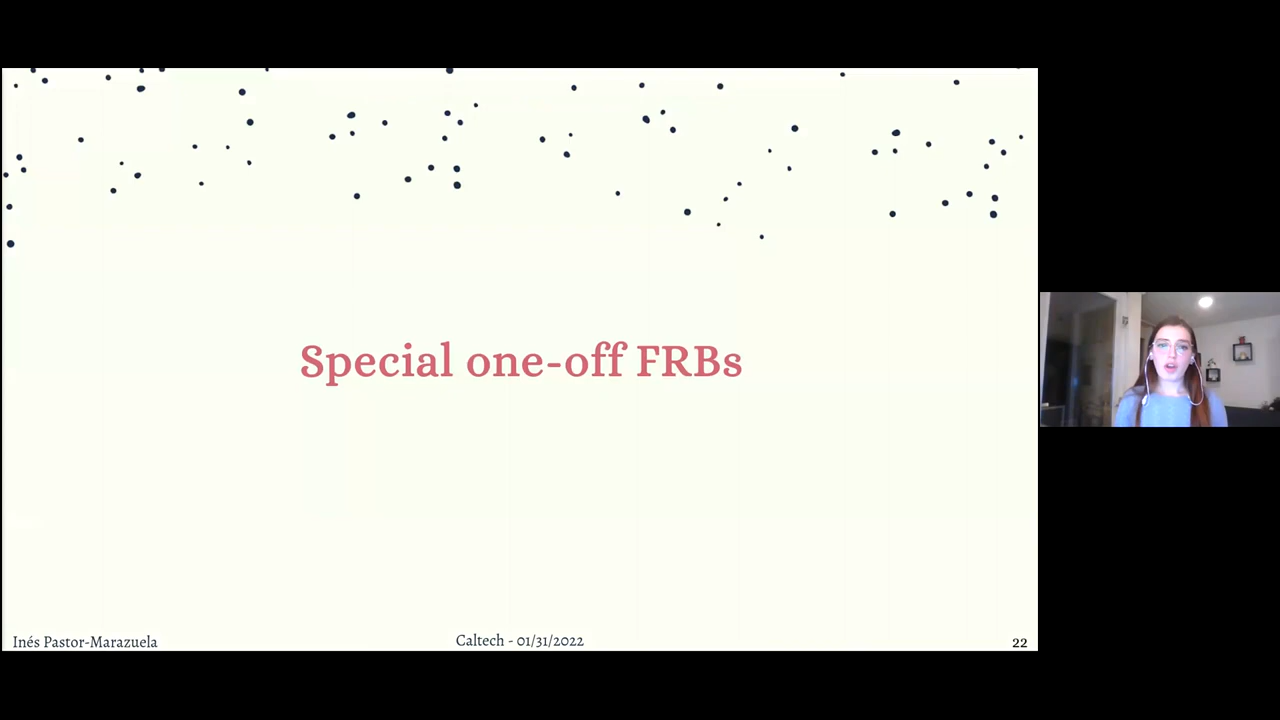 Special one-off FRBs
Inés Pastor-Marazuela
Caltech - 01/31/2022
22